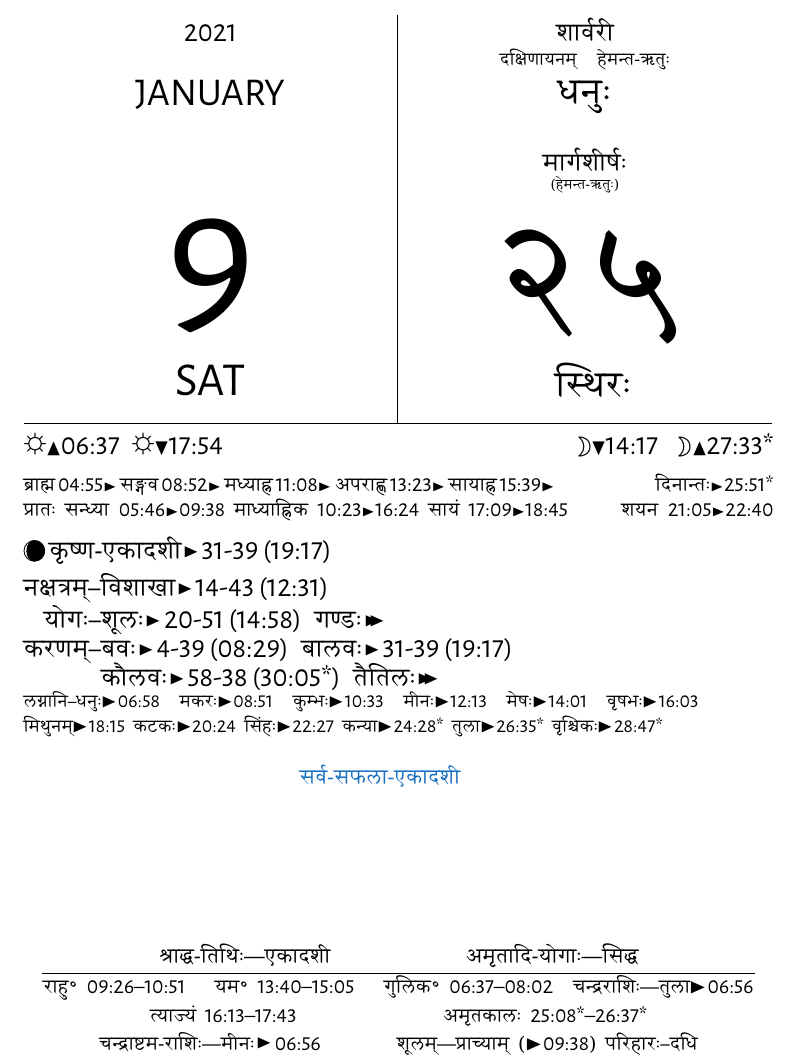 2021
JANUARY
9
SAT
शार्वरी
दक्षिणायनम् हेमन्त-ऋतुः
धनुः
मार्गशीर्षः
(हेमन्त-ऋतुः)
२५
स्थिरः
☼▲06:37 ☼▼17:54 ☽▼14:17 ☽▲27:33*
ब्राह्म 04:55► सङ्गव 08:52► मध्याह्न 11:08► अपराह्ण 13:23► सायाह्न 15:39► दिनान्तः►25:51*
प्रातः सन्ध्या 05:46►09:38 माध्याह्निक 10:23►16:24 सायं 17:09►18:45 शयन 21:05►22:40
कृष्ण-एकादशी►31-39 (19:17)
नक्षत्रम्–विशाखा►14-43 (12:31)
योगः–शूलः► 20-51 (14:58) गण्डः►►
करणम्–बवः► 4-39 (08:29) बालवः►31-39 (19:17)
कौलवः► 58-38 (30:05*) तैतिलः►►
लग्नानि–धनुः► 06:58 मकरः► 08:51 कुम्भः►10:33 मीनः►12:13 मेषः►14:01 वृषभः►16:03
मिथुनम्►18:15 कटकः►20:24 सिंहः►22:27 कन्या►24:28* तुला►26:35* वृश्चिकः►28:47*
सर्व-सफला-एकादशी
श्राद्ध-तिथिः—एकादशी अमृतादि-योगाः—सिद्ध
राहु° 09:26–10:51 यम° 13:40–15:05 गुलिक° 06:37–08:02 चन्द्रराशिः—तुला►06:56
त्याज्यं 16:13–17:43 अमृतकालः 25:08*–26:37*
चन्द्राष्टम-राशिः—मीनः► 06:56 शूलम्—प्राच्याम् (►09:38) परिहारः–दधि